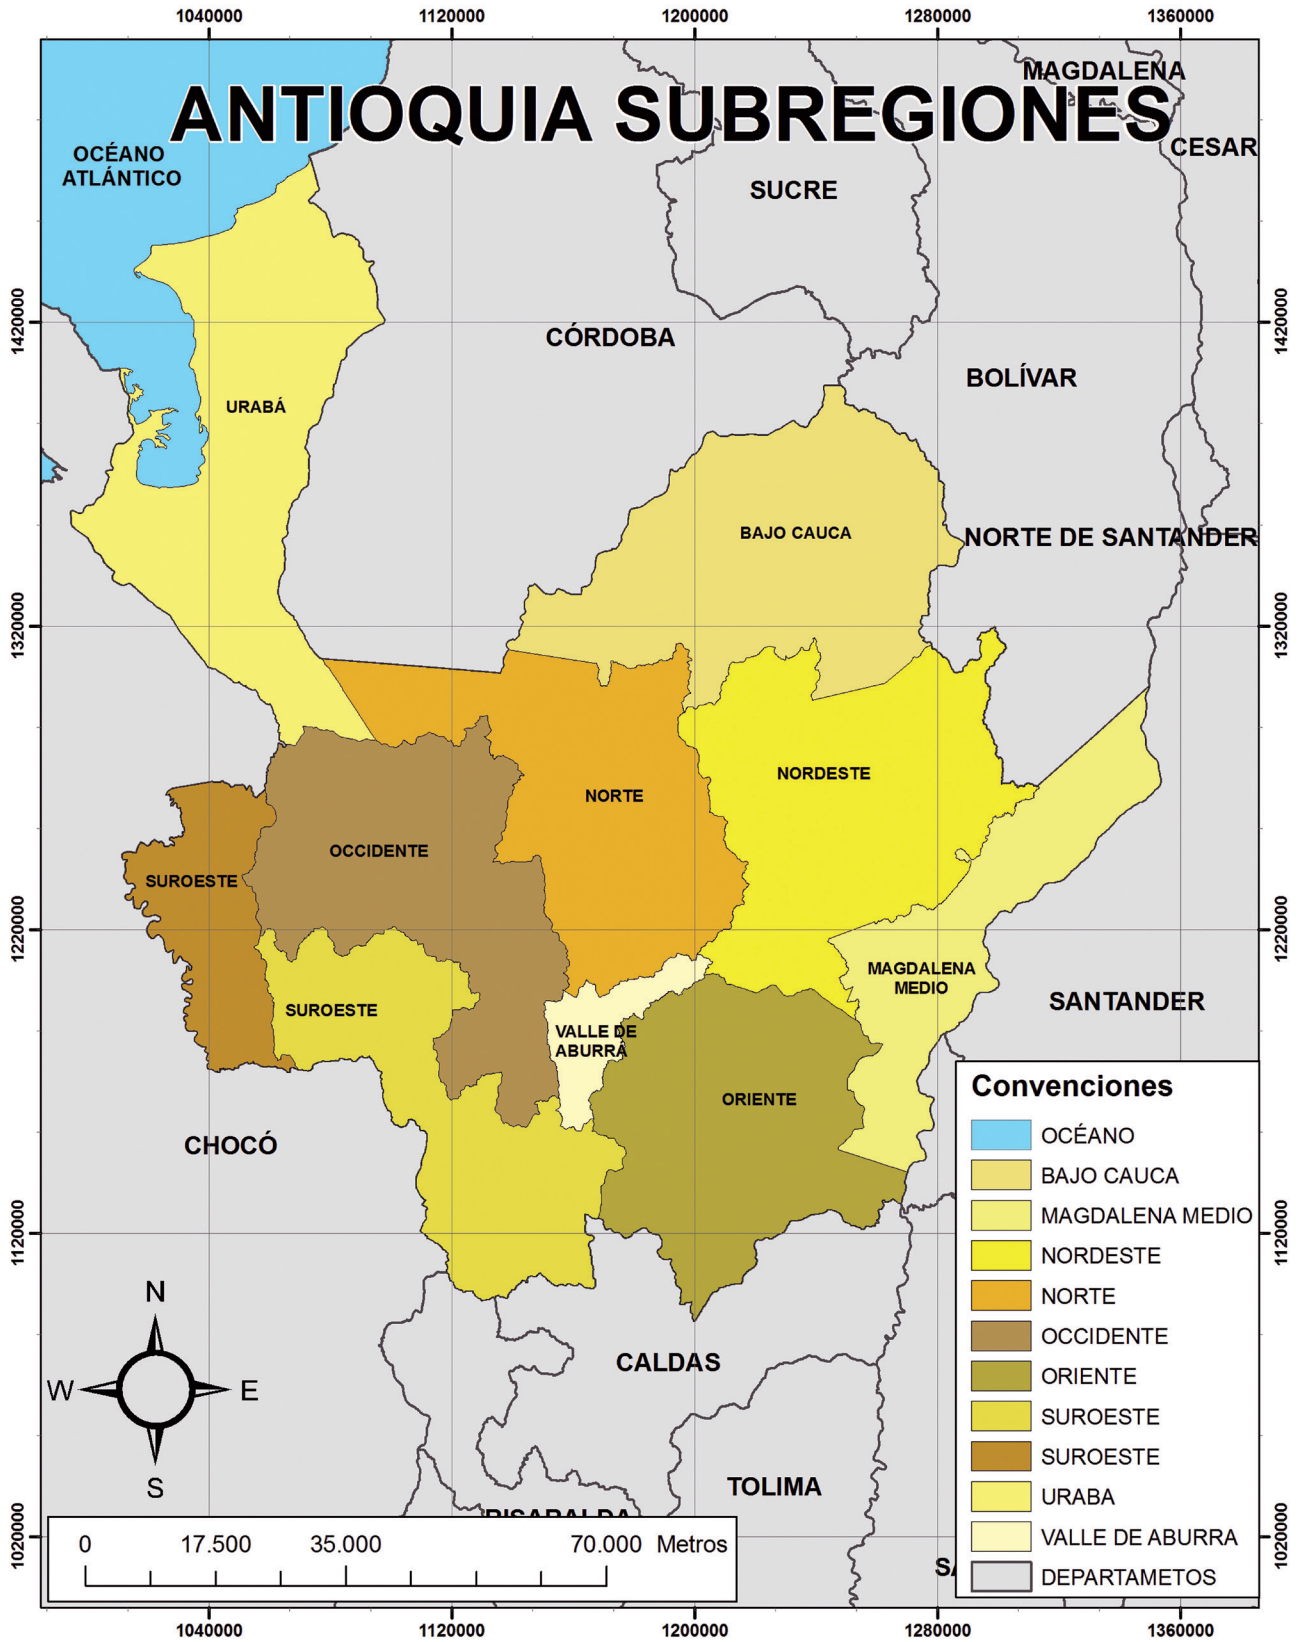 1040000 1120000 1200000 1280000 1360000
ANTIOQUIA SUBREGIONES
MAGDALENA
CESAR
OCÉANO
ATLÁNTICO
SUCRE
1420000 1420000
CÓRDOBA
BOLÍVAR
URABÁ
BAJO CAUCA
NORTE DE SANTANDER
1320000 1320000
NORDESTE
NORTE
OCCIDENTE
SUROESTE
1220000 1220000
MAGDALENA
MEDIO
SANTANDER
SUROESTE
VALLE DE
ABURRÁ
ORIENTE
CHOCÓ
1120000 1120000
CALDAS
TOLIMA
RISARALDA
1020000 1020000
N
W E
S
0 17.500 35.000 70.000 Metros
Convenciones
OCÉANO
BAJO CAUCA
MAGDALENA MEDIO
NORDESTE
NORTE
OCCIDENTE
ORIENTE
SUROESTE
SUROESTE
URABA
VALLE DE ABURRA
DEPARTAMETOS
1040000 1120000 1200000 1280000 1360000